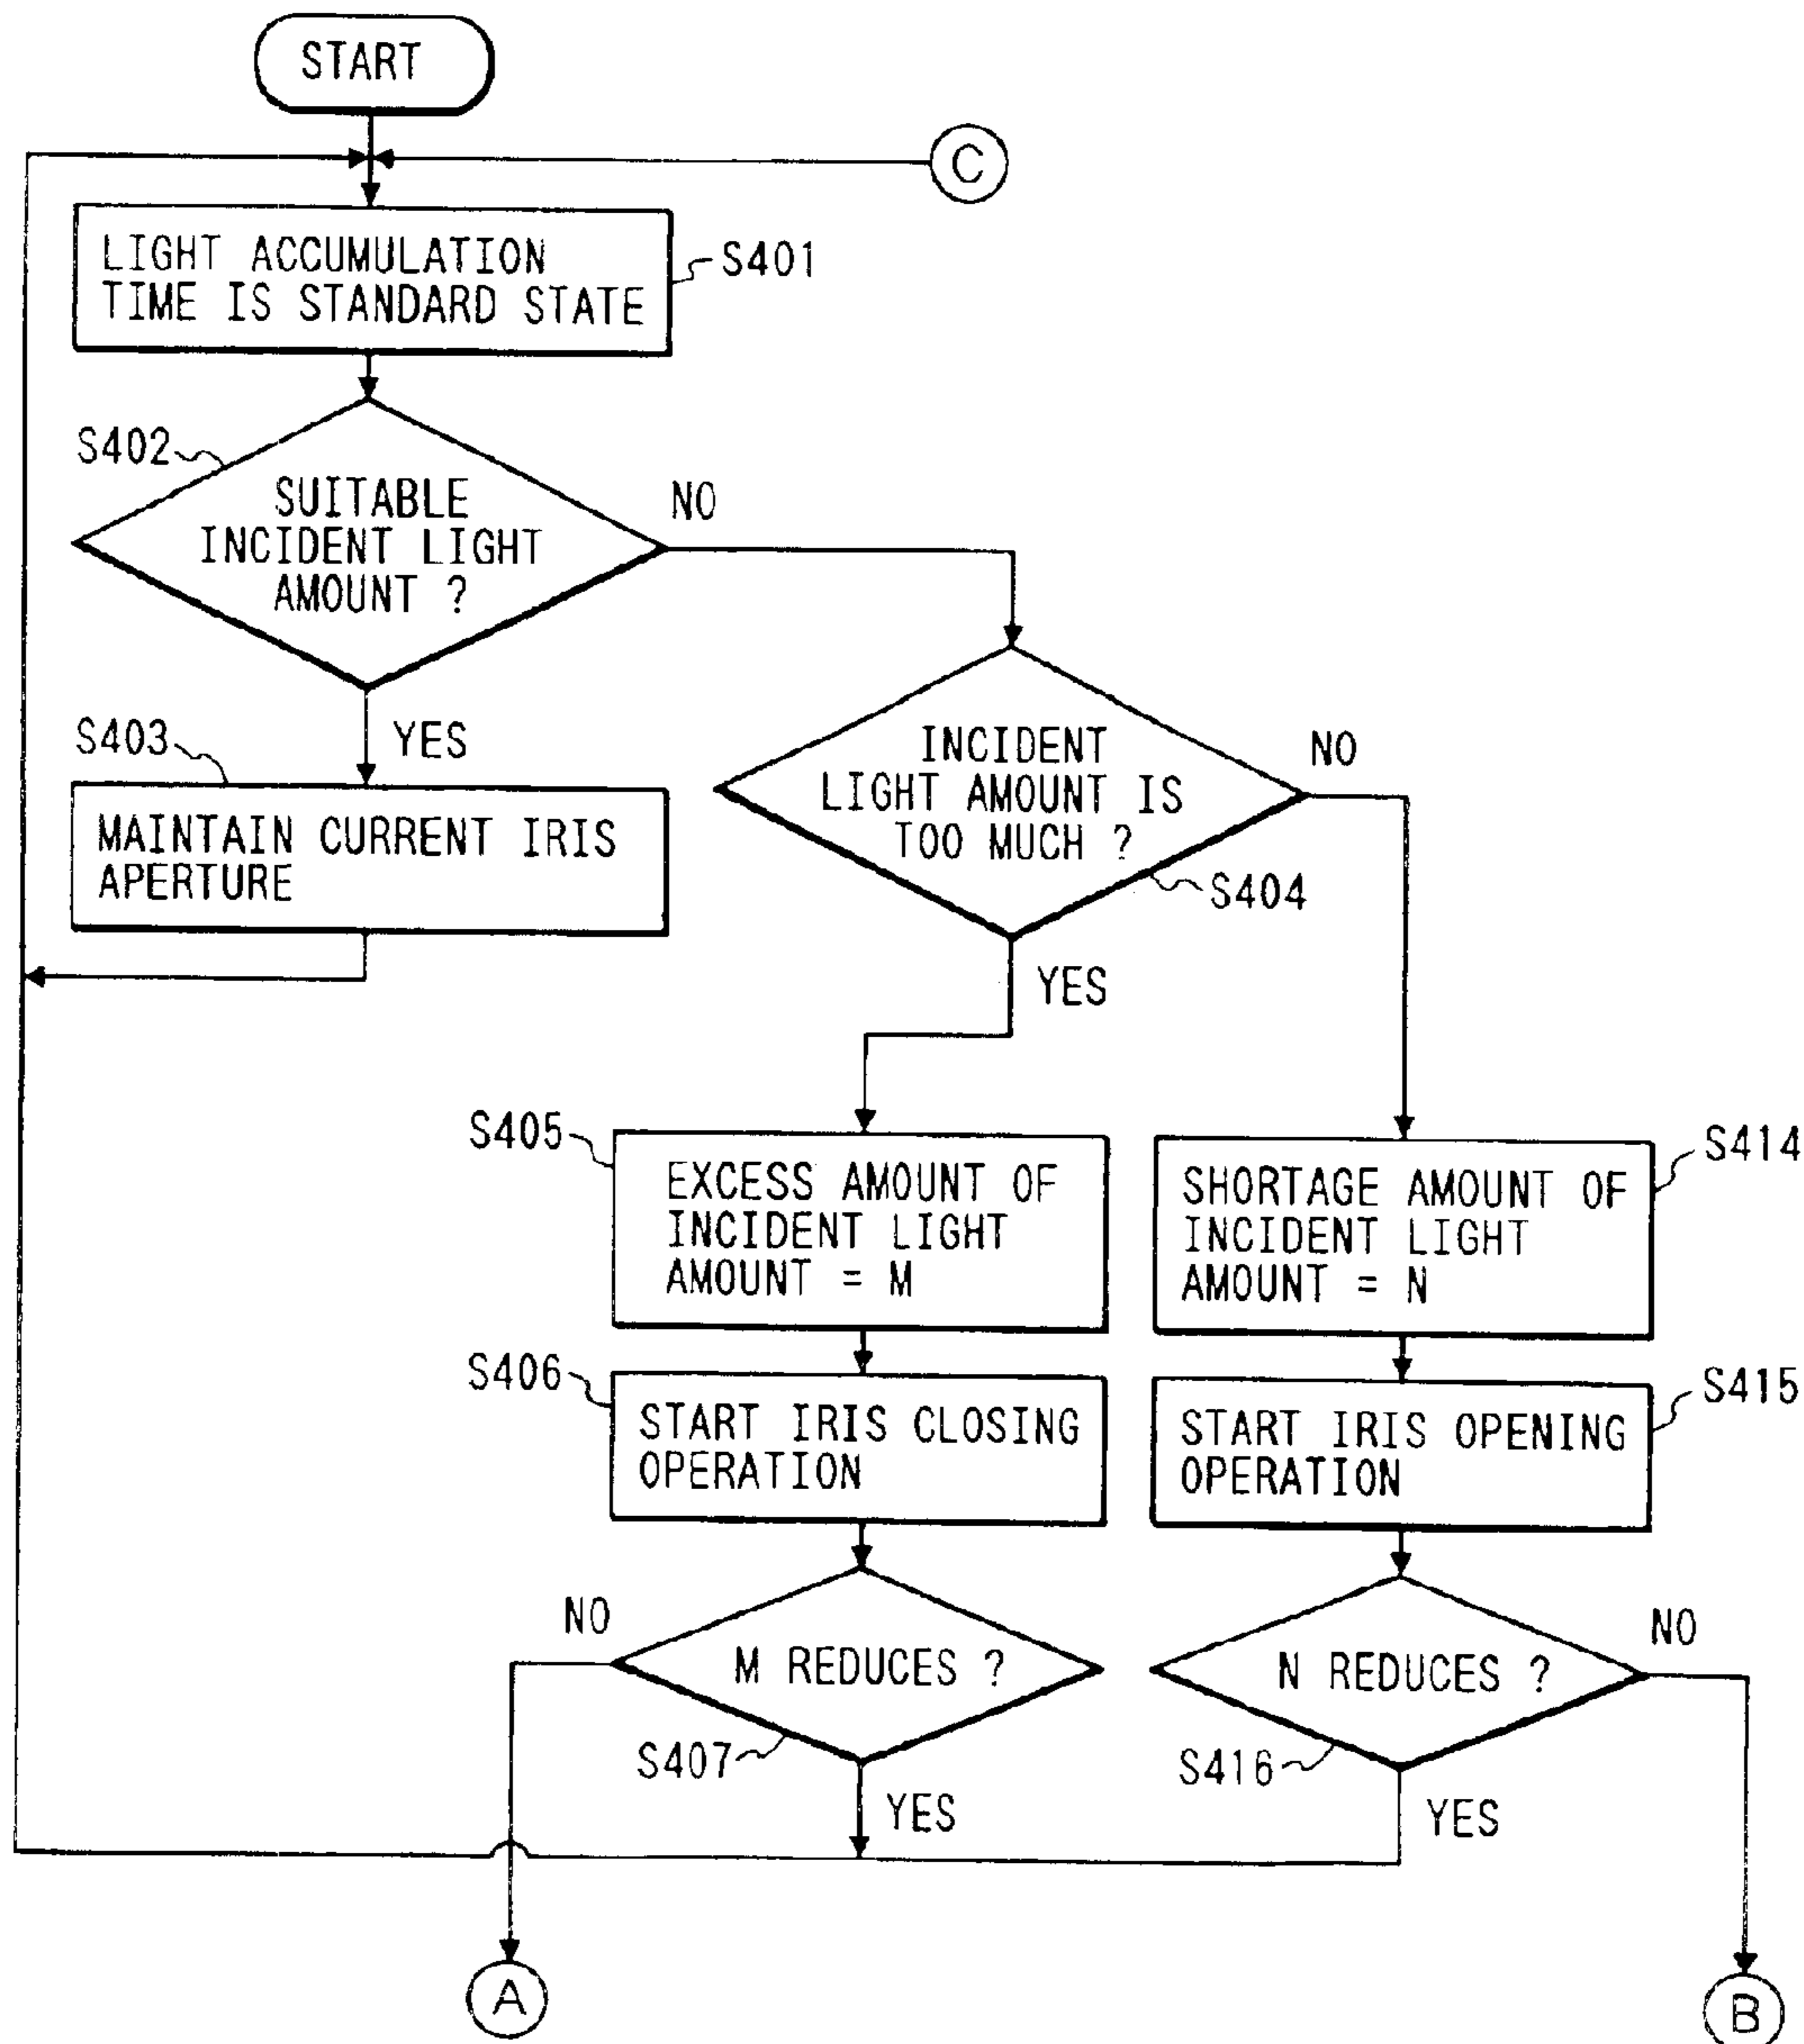 START
C
LIGHT ACCUMULATION
TIME IS STANDARD STATE
S401
S402
SUITABLE
INCIDENT LIGHT
AMOUNT ?
NO
YES
S403
MAINTAIN CURRENT IRIS
APERTURE
INCIDENT
LIGHT AMOUNT IS
TOO MUCH ?
NO
S404
YES
S405
EXCESS AMOUNT OF
INCIDENT LIGHT
AMOUNT = M
S414
SHORTAGE AMOUNT OF
INCIDENT LIGHT
AMOUNT = N
S406
START IRIS CLOSING
OPERATION
S415
START IRIS OPENING
OPERATION
NO
M REDUCES ?
S407
YES
N REDUCES ?
NO
S416
YES
A
B